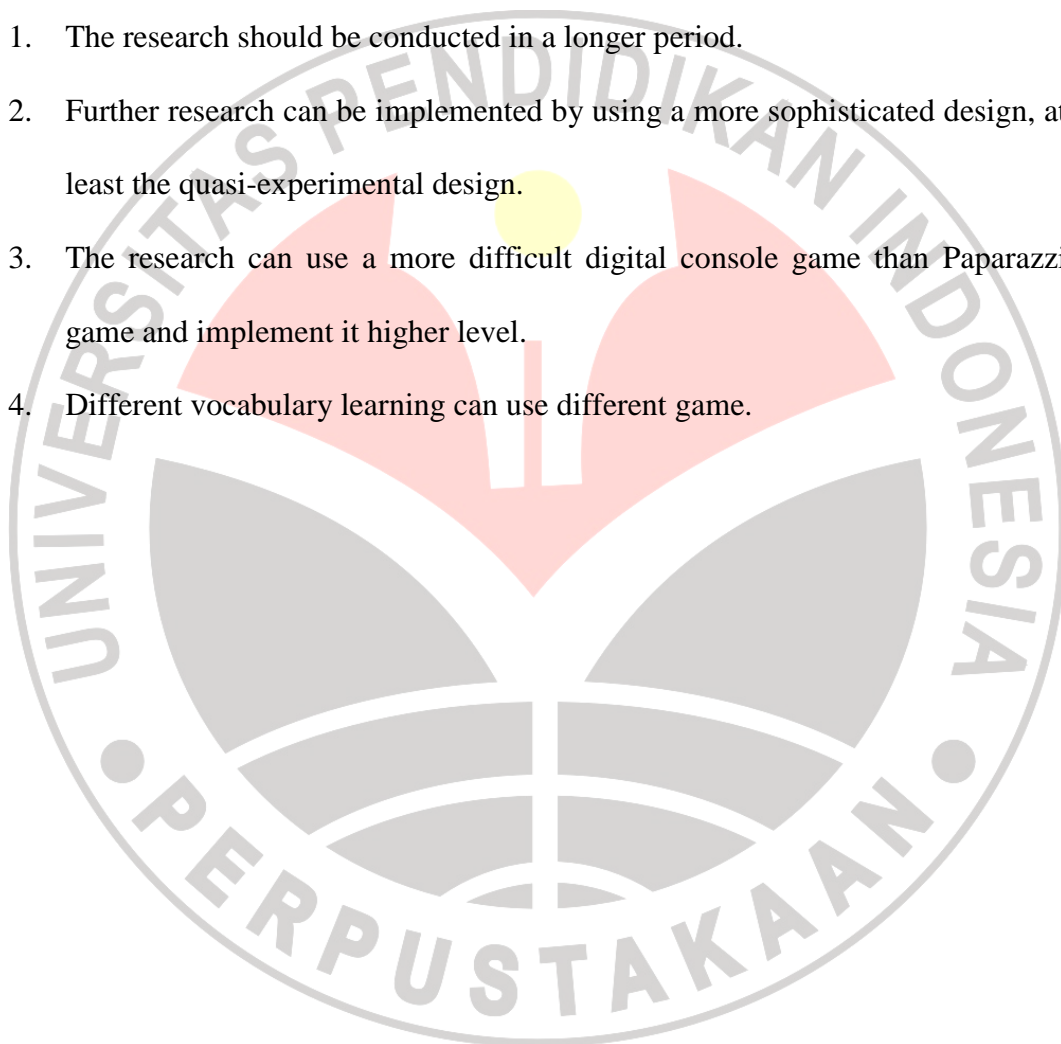 1. The research should be conducted in a longer period.
2. Further research can be implemented by using a more sophisticated design, at
least the quasi-experimental design.
3. The research can use a more difficult digital console game than Paparazzi
game and implement it higher level.
4. Different vocabulary learning can use different game.
UNIVERSITAS PENDIDIKAN INDONESIA
PERPUSTAKAAN